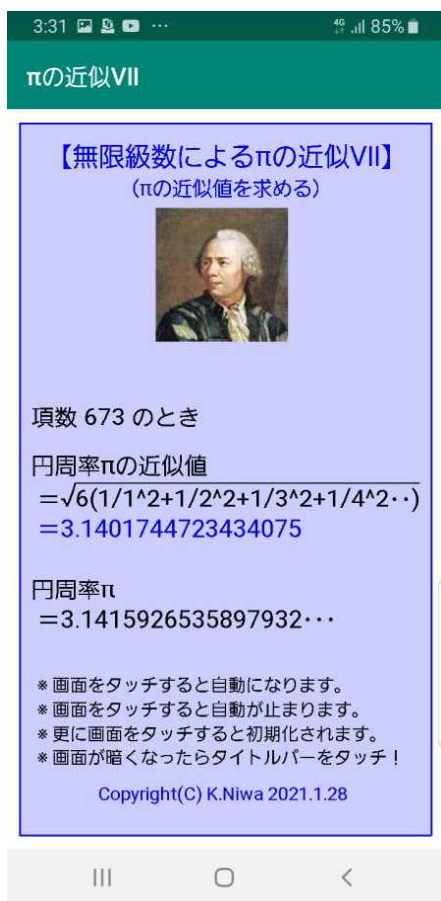 3:31 ··· 4G 85%
πの近似VII
【無限級数によるπの近似VII】
(πの近似値を求める)
項数 673 のとき
円周率πの近似値
=√6(1/1^2+1/2^2+1/3^2+1/4^2··)
=3.1401744723434075
円周率π
=3.1415926535897932···
※画面をタッチすると自動になります。
※画面をタッチすると自動が止まります。
※更に画面をタッチすると初期化されます。
※画面が暗くなったらタイトルバーをタッチ！
Copyright(C) K.Niwa 2021.1.28